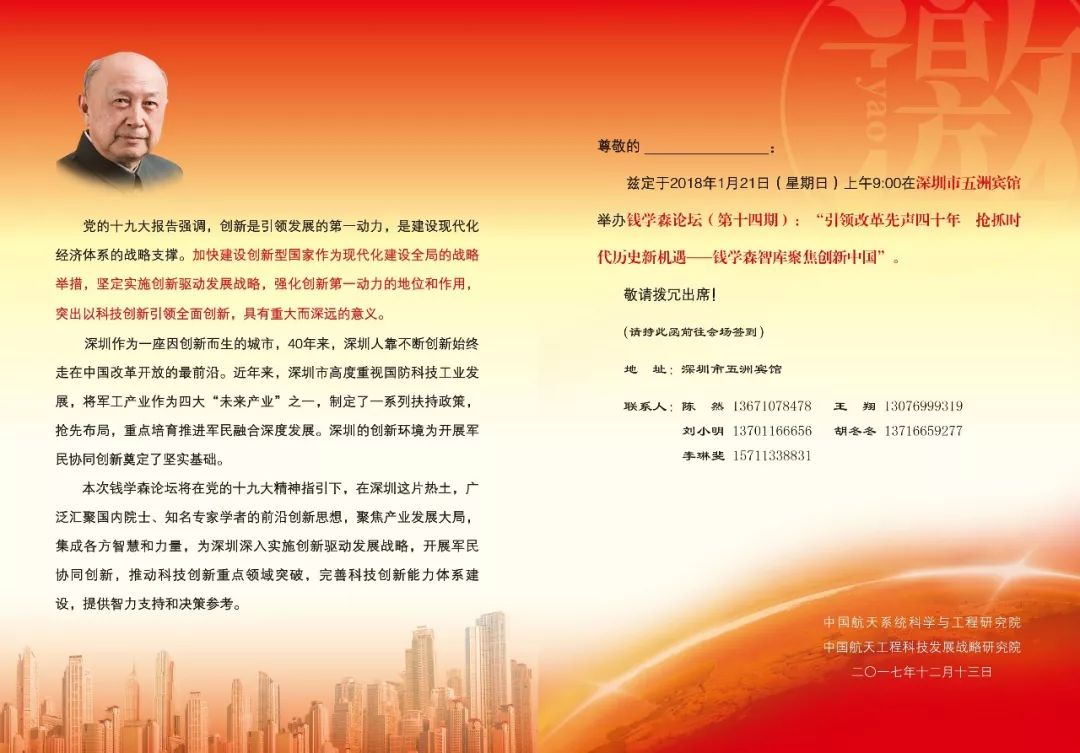 党的十九大报告强调，创新是引领发展的第一动力，是建设现代化
经济体系的战略支撑。加快建设创新型国家作为现代化建设全局的战略
举措，坚定实施创新驱动发展战略，强化创新第一动力的地位和作用，
突出以科技创新引领全面创新，具有重大而深远的意义。
深圳作为一座因创新而生的城市，40年来，深圳人靠不断创新始终
走在中国改革开放的最前沿。近年来，深圳市高度重视国防科技工业发
展，将军工产业作为四大“未来产业”之一，制定了一系列扶持政策，
抢先布局，重点培育推进军民融合深度发展。深圳的创新环境为开展军
民协同创新奠定了坚实基础。
本次钱学森论坛将在党的十九大精神指引下，在深圳这片热土，广
泛汇聚国内院士、知名专家学者的前沿创新思想，聚焦产业发展大局，
集成各方智慧和力量，为深圳深入实施创新驱动发展战略，开展军民
协同创新，推动科技创新重点领域突破，完善科技创新能力体系建
设，提供智力支持和决策参考。
邀
yao
尊敬的 ________________：
兹定于2018年1月21日（星期日）上午9:00在深圳市五洲宾馆
举办钱学森论坛（第十四期）：“引领改革先声四十年　抢抓时
代历史新机遇——钱学森智库聚焦创新中国”。
敬请拨冗出席！
（请持此函前往会场签到）
地　址：深圳市五洲宾馆
联系人：陈　然 13671078478　王　翔 13076999319
刘小明 13701166656　胡冬冬 13716659277
李琳斐 15711338831
中国航天系统科学与工程研究院
中国航天工程科技发展战略研究院
二〇一七年十二月十三日